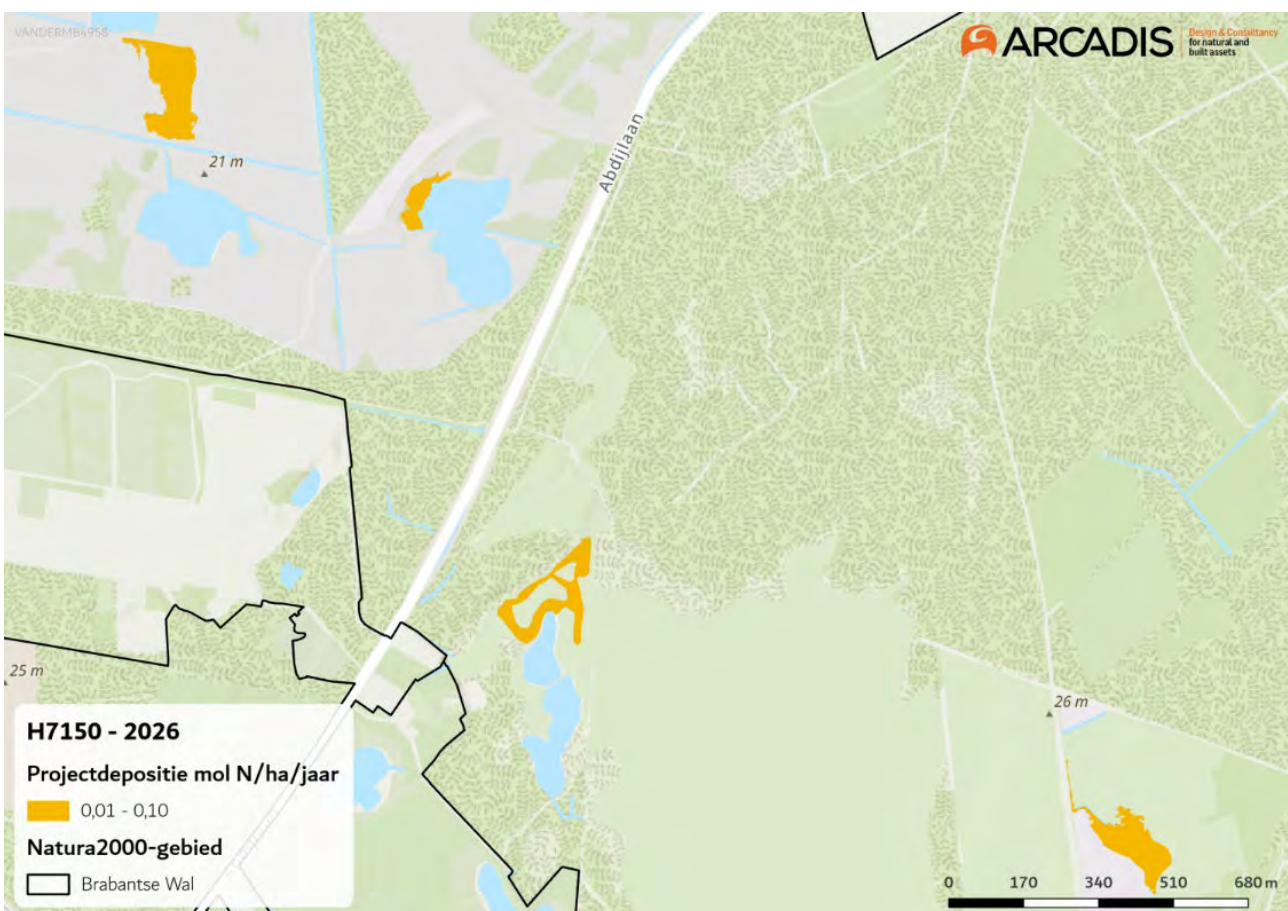 VANDERMB4958
ARCADIS
Design & Consultancy
for natural and
built assets
21 m
Abdijlaan
25 m
26 m
H7150 - 2026
Projectdepositie mol N/ha/jaar
0,01 - 0,10
Natura2000-gebied
Brabantse Wal
0 170 340 510 680 m